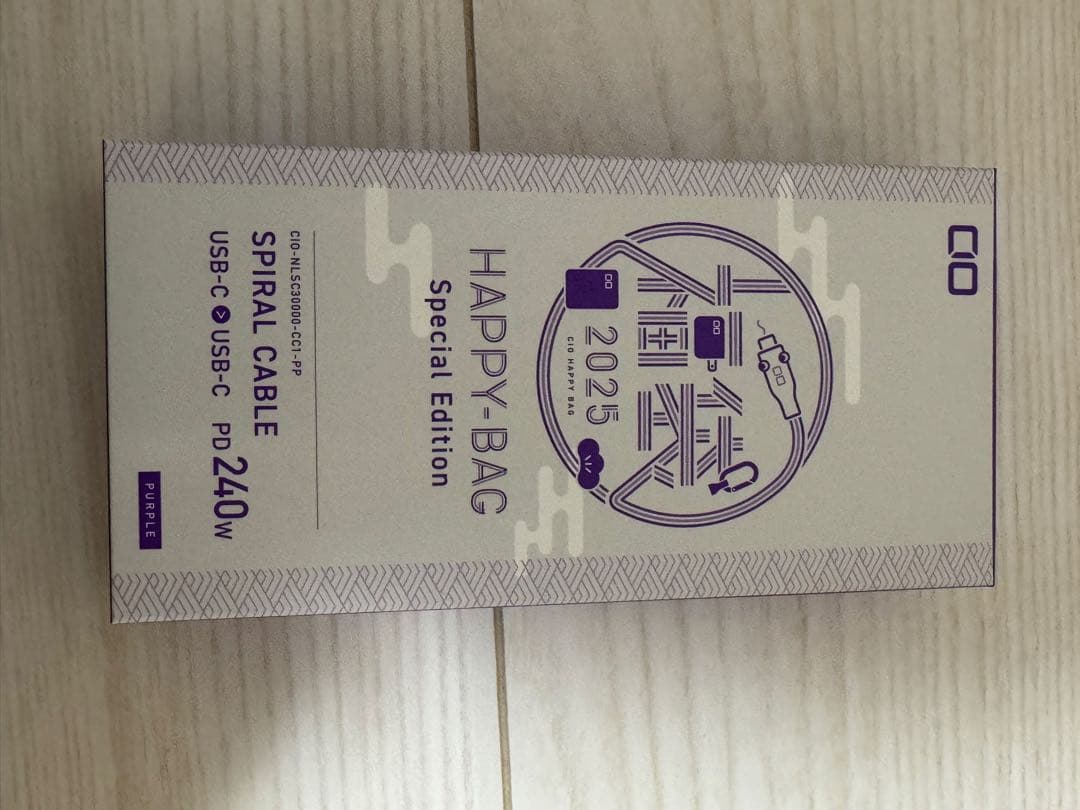 CIO
福袋
2025
CIO HAPPY BAG
HAPPY-BAG
Special Edition
CIO-NLSC30000-CC1-PP
SPIRAL CABLE
USB-C USB-C PD 240W
PURPLE